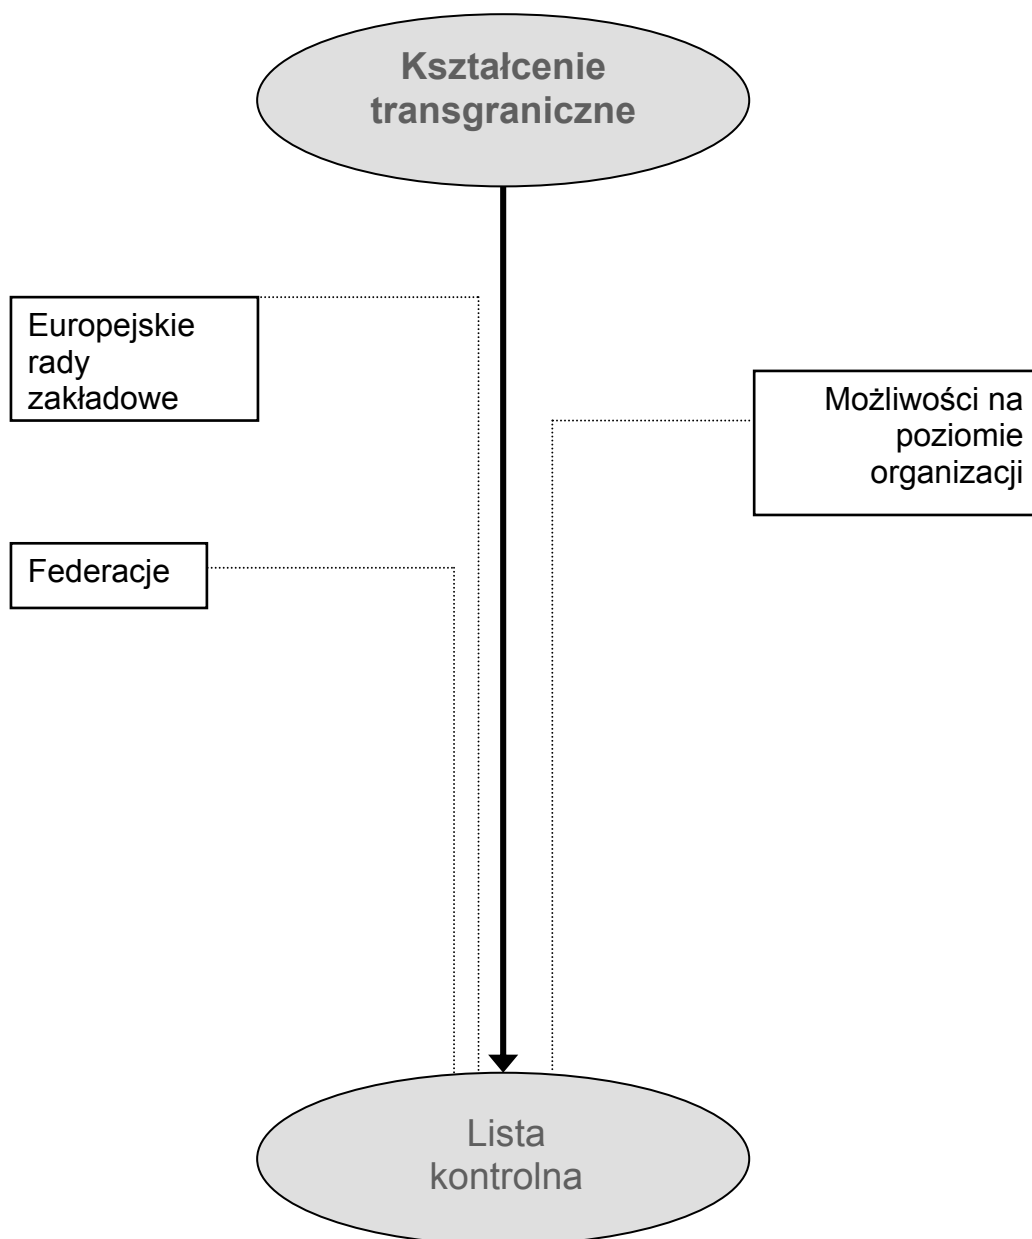 Kształcenie
transgraniczne
Europejskie
rady
zakładowe
Możliwości na
poziomie
organizacji
Federacje
Lista
kontrolna